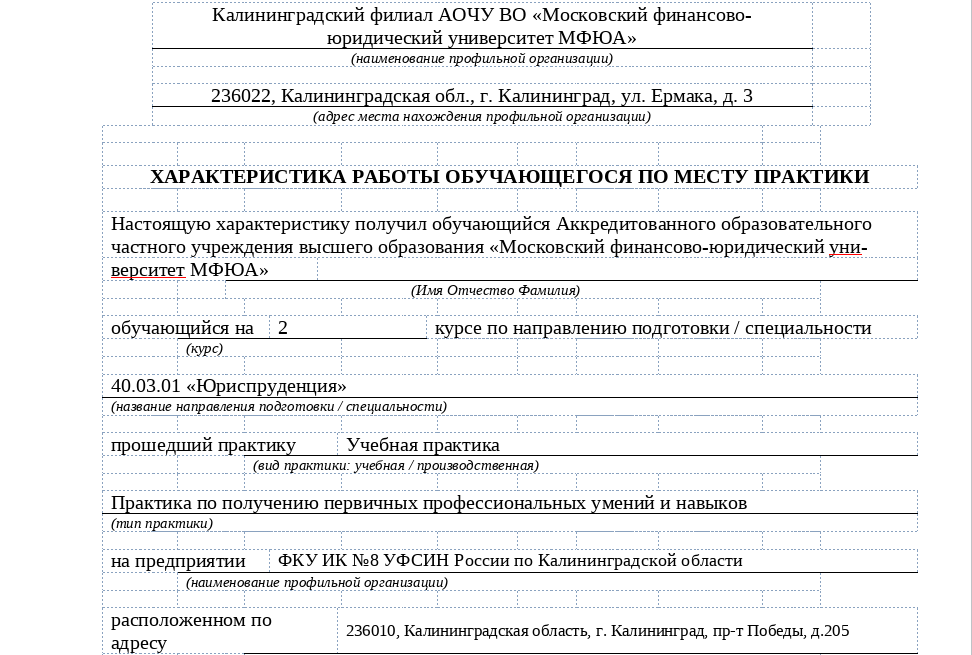 Калининградский филиал АОЧУ ВО «Московский финансово-
юридический университет МФЮА»
(наименование профильной организации)
236022, Калининградская обл., г. Калининград, ул. Ермака, д. 3
(адрес места нахождения профильной организации)
ХАРАКТЕРИСТИКА РАБОТЫ ОБУЧАЮЩЕГОСЯ ПО МЕСТУ ПРАКТИКИ
Настоящую характеристику получил обучающийся Аккредитованного образовательного
частного учреждения высшего образования «Московский финансово-юридический уни-
верситет МФЮА»
(Имя Отчество Фамилия)
обучающийся на 2 курсе по направлению подготовки / специальности
(курс)
40.03.01 «Юриспруденция»
(название направления подготовки / специальности)
прошедший практику Учебная практика
(вид практики: учебная / производственная)
Практика по получению первичных профессиональных умений и навыков
(тип практики)
на предприятии ФКУ ИК №8 УФСИН России по Калининградской области
(наименование профильной организации)
расположенном по
адресу
236010, Калининградская область, г. Калининград, пр-т Победы, д.205